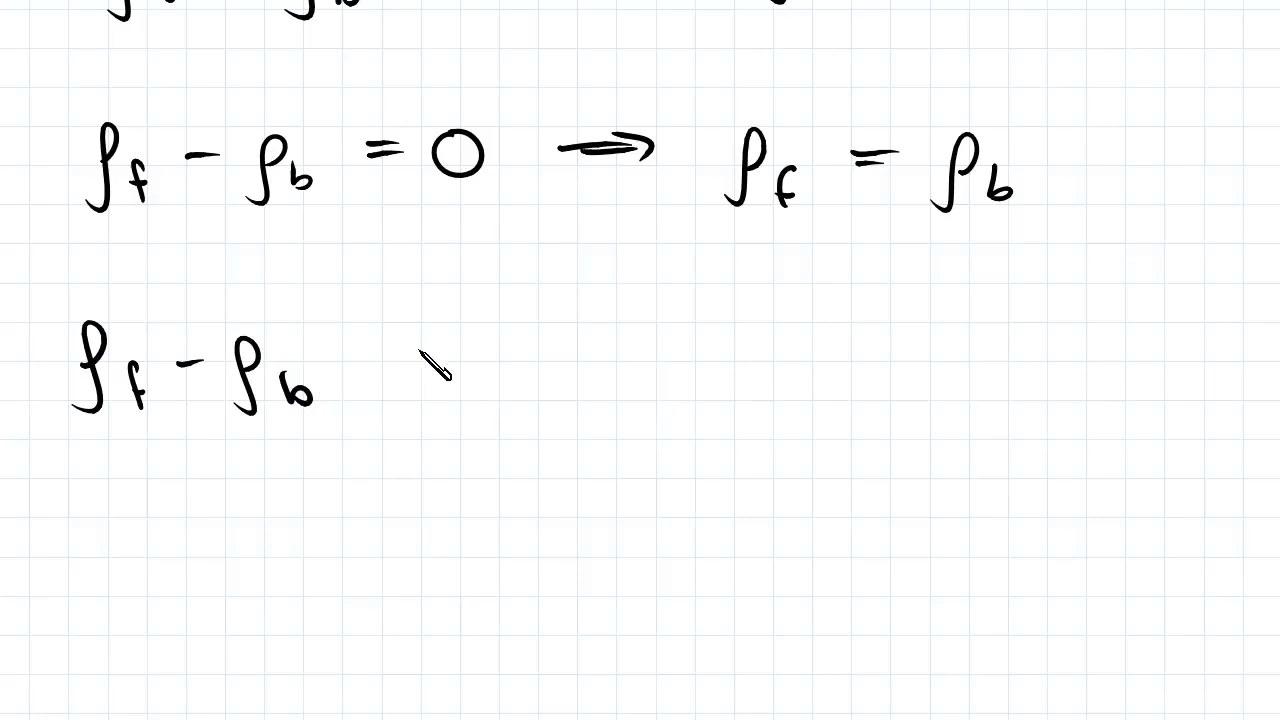 ρf - ρb = 0 → ρf = ρb
ρf - ρb